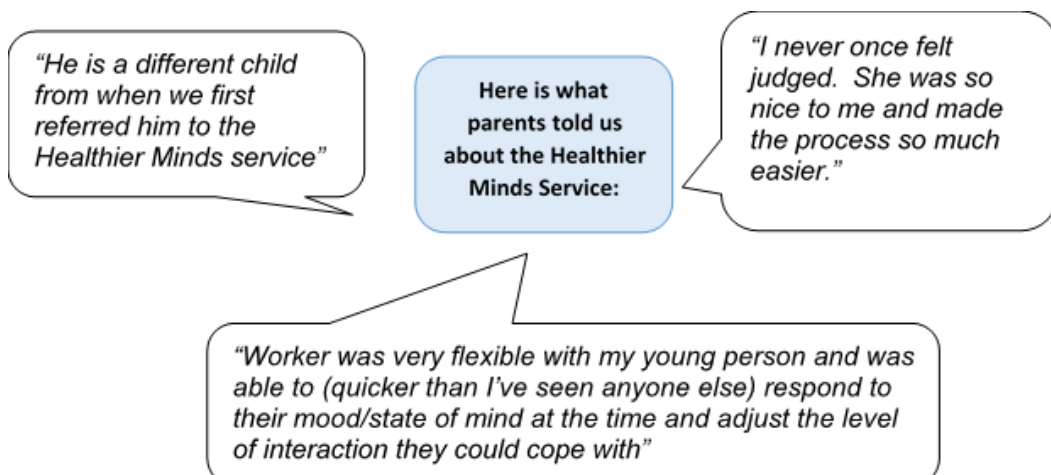 “He is a different child
from when we first
referred him to the
Healthier Minds service”
Here is what
parents told us
about the Healthier
Minds Service:
“I never once felt
judged.  She was so
nice to me and made
the process so much
easier.”
“Worker was very flexible with my young person and was
able to (quicker than I’ve seen anyone else) respond to
their mood/state of mind at the time and adjust the level
of interaction they could cope with”